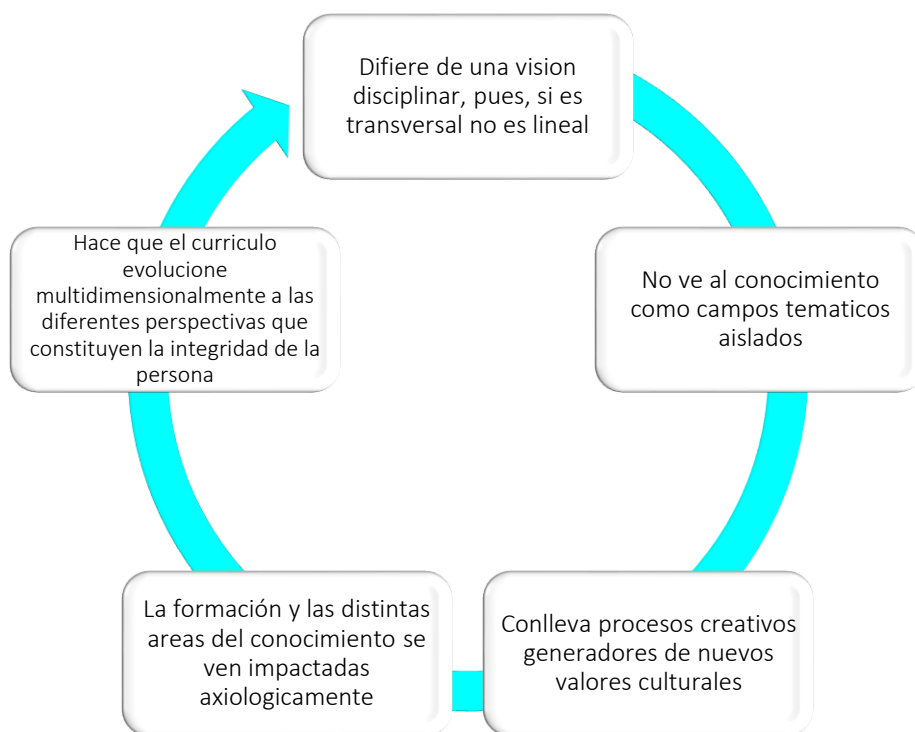 Difiere de una vision
disciplinar, pues, si es
transversal no es lineal
No ve al conocimiento
como campos tematicos
aislados
Conlleva procesos creativos
generadores de nuevos
valores culturales
La formación y las distintas
areas del conocimiento se
ven impactadas
axiologicamente
Hace que el curriculo
evolucione
multidimensionalmente a las
diferentes perspectivas que
constituyen la integridad de la
persona